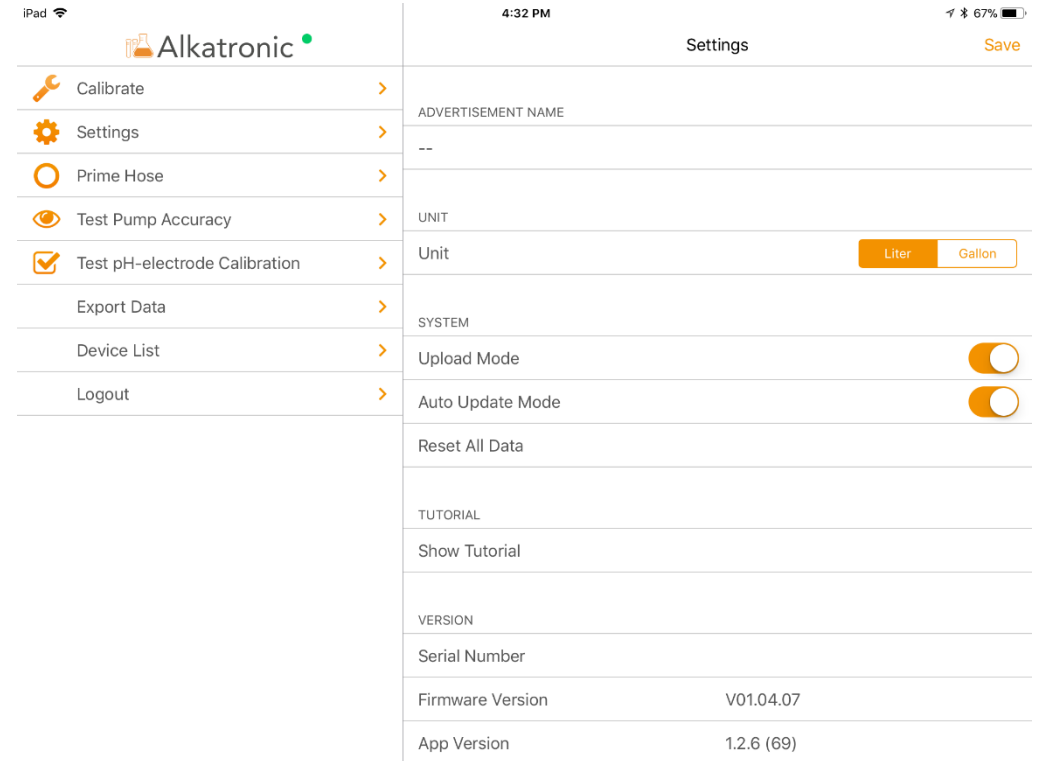 iPad 4:32 PM 67%
Alkatronic
Calibrate
Settings
Prime Hose
Test Pump Accuracy
Test pH-electrode Calibration
Export Data
Device List
Logout
Settings Save
ADVERTISEMENT NAME
--
UNIT
Unit Liter Gallon
SYSTEM
Upload Mode
Auto Update Mode
Reset All Data
TUTORIAL
Show Tutorial
VERSION
Serial Number
Firmware Version V01.04.07
App Version 1.2.6 (69)